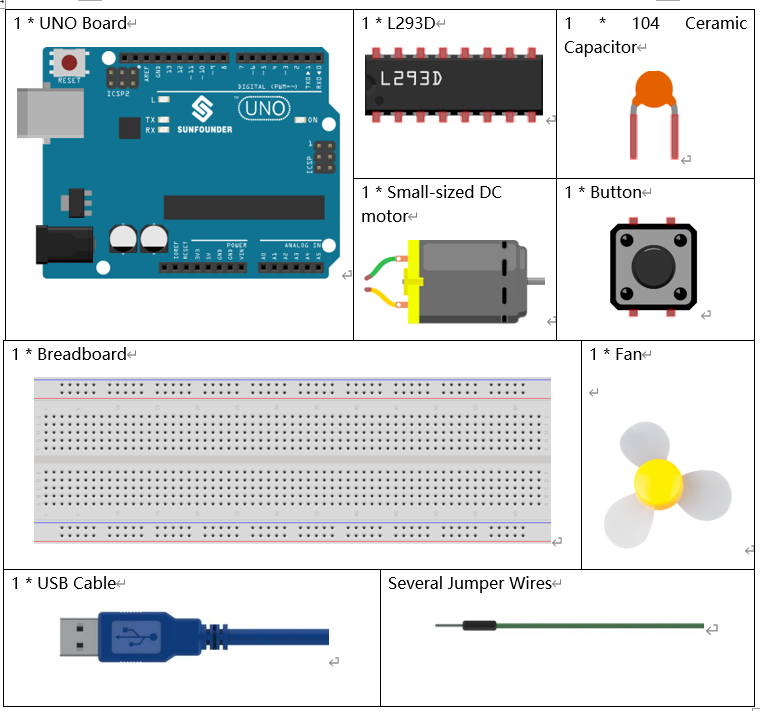 1 * UNO Board
1 * L293D
1 * 104 Ceramic
Capacitor
RESET
ICSP2
AREF
GND
13
12
~11
~10
~9
8
7
~6
~5
4
~3
2
TX▸1
RX◂0
DIGITAL (PWM=~)
L
TX
RX
SUNFOUNDER
UNO
ON
1
ICSP
L293D
1 * Small-sized DC
motor
1 * Button
IOREF
RESET
3V3
5V
GND
GND
VIN
POWER
A0
A1
A2
A3
A4
A5
ANALOG IN
1 * Breadboard
1 * Fan
1 * USB Cable
Several Jumper Wires